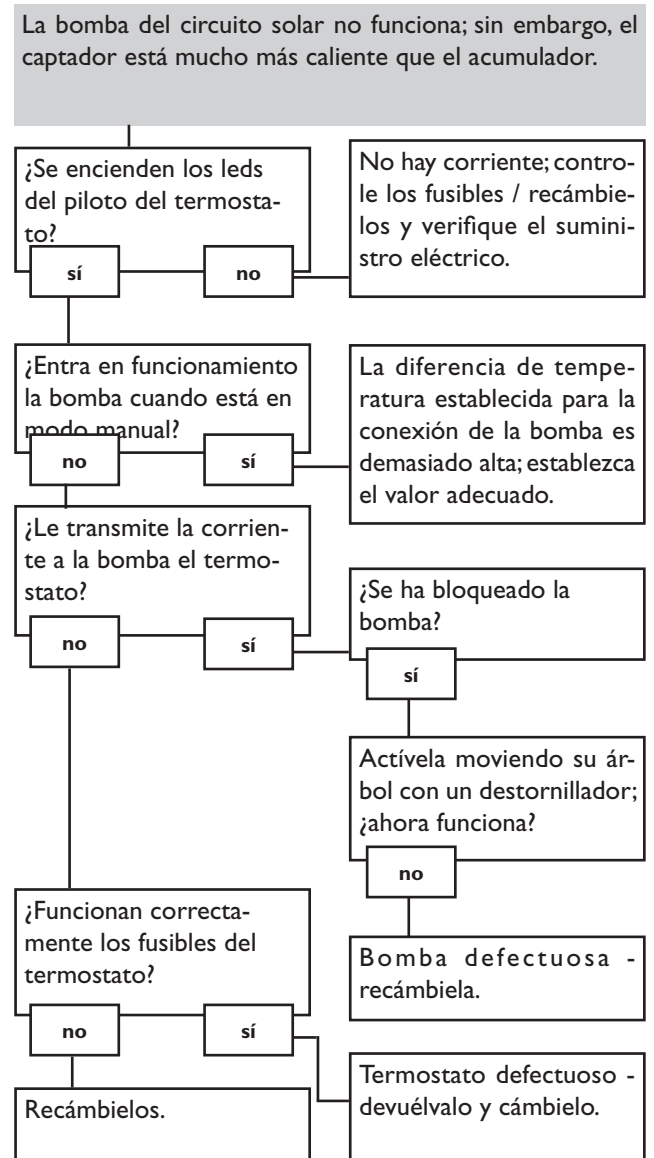 La bomba del circuito solar no funciona; sin embargo, el
captador está mucho más caliente que el acumulador.
¿Se encienden los leds
del piloto del termosta-
to?
sí
no
No hay corriente; contro-
le los fusibles / recámbie-
los y verifique el sumini-
stro eléctrico.
¿Entra en funcionamiento
la bomba cuando está en
modo manual?
no
sí
La diferencia de tempe-
ratura establecida para la
conexión de la bomba es
demasiado alta; establezca
el valor adecuado.
¿Le transmite la corrien-
te a la bomba el termo-
stato?
no
sí
¿Se ha bloqueado la
bomba?
sí
Actívela moviendo su ár-
bol con un destornillador;
¿ahora funciona?
no
Bomba defectuosa -
recámbiela.
¿Funcionan correcta-
mente los fusibles del
termostato?
no
sí
Recámbielos.
Termostato defectuoso -
devuélvalo y cámbielo.